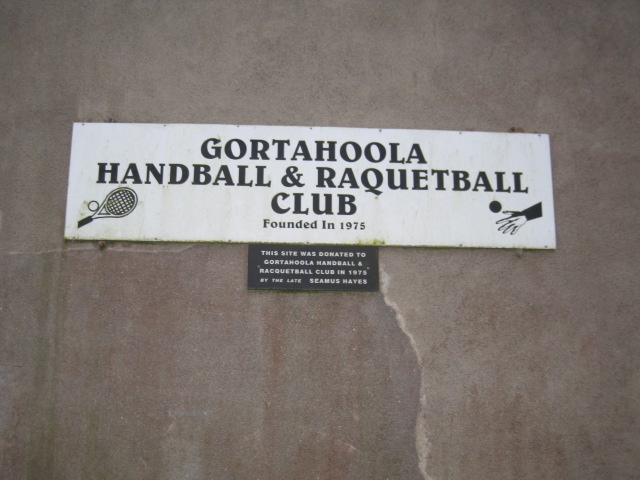 GORTAHOOLA
HANDBALL & RAQUETBALL
CLUB
Founded In 1975
THIS SITE WAS DONATED TO
GORTAHOOLA HANDBALL &
RACQUETBALL CLUB IN 1975
BY THE LATE SEAMUS HAYES